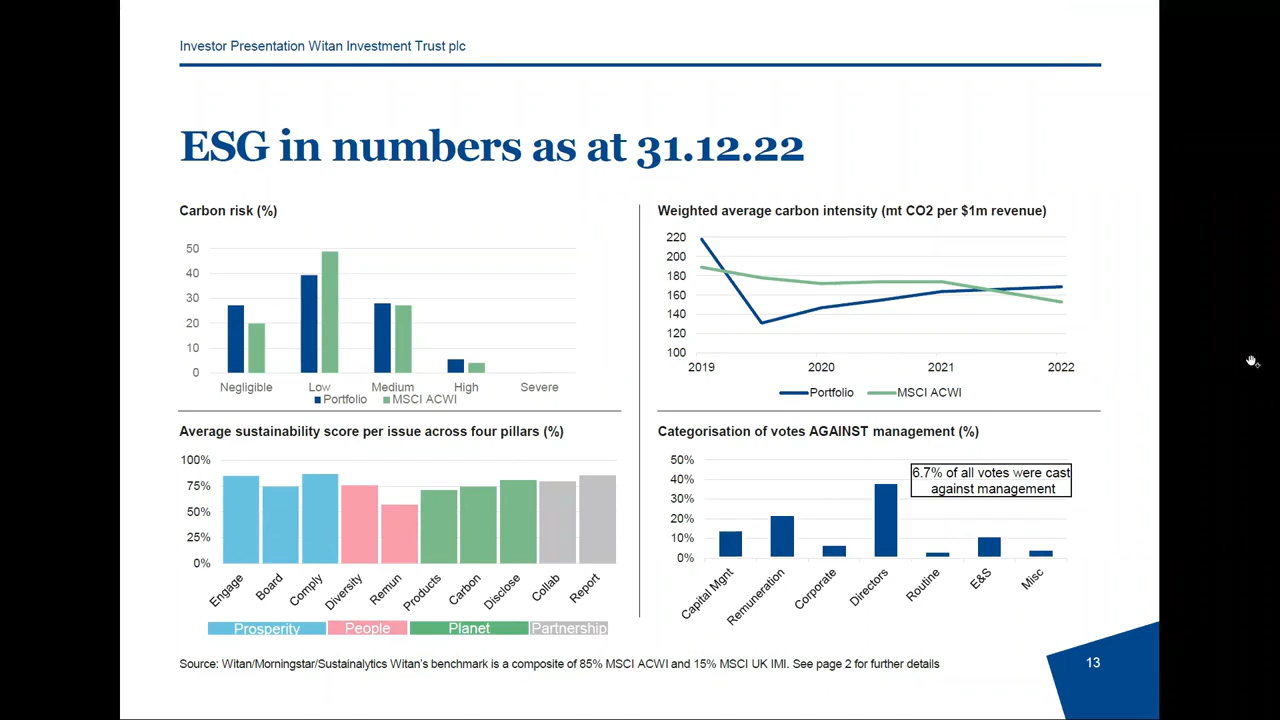 Investor Presentation Witan Investment Trust plc
ESG in numbers as at 31.12.22
Carbon risk (%)
50
40
30
20
10
0
Negligible Low Medium High Severe
Portfolio MSCI ACWI
Weighted average carbon intensity (mt CO2 per $1m revenue)
220
200
180
160
140
120
100
2019 2020 2021 2022
Portfolio MSCI ACWI
Average sustainability score per issue across four pillars (%)
100%
75%
50%
25%
0%
Engage Board Comply Diversity Remun Products Carbon Disclose Collab Report
Prosperity People Planet Partnership
Categorisation of votes AGAINST management (%)
50%
40%
30%
20%
10%
0%
6.7% of all votes were cast
against management
Capital Mgnt Remuneration Corporate Directors Routine E&S Misc
Source: Witan/Morningstar/Sustainalytics Witan's benchmark is a composite of 85% MSCI ACWI and 15% MSCI UK IMI. See page 2 for further details
13